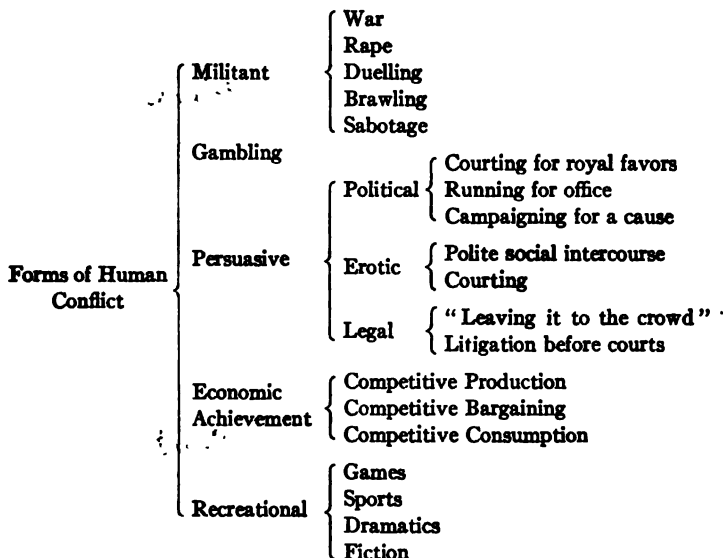 Forms of Human
Conflict
Militant
War
Rape
Duelling
Brawling
Sabotage
Gambling
Persuasive
Political
Courting for royal favors
Running for office
Campaigning for a cause
Erotic
Polite social intercourse
Courting
Legal
“Leaving it to the crowd”
Litigation before courts
Economic
Achievement
Competitive Production
Competitive Bargaining
Competitive Consumption
Recreational
Games
Sports
Dramatics
Fiction